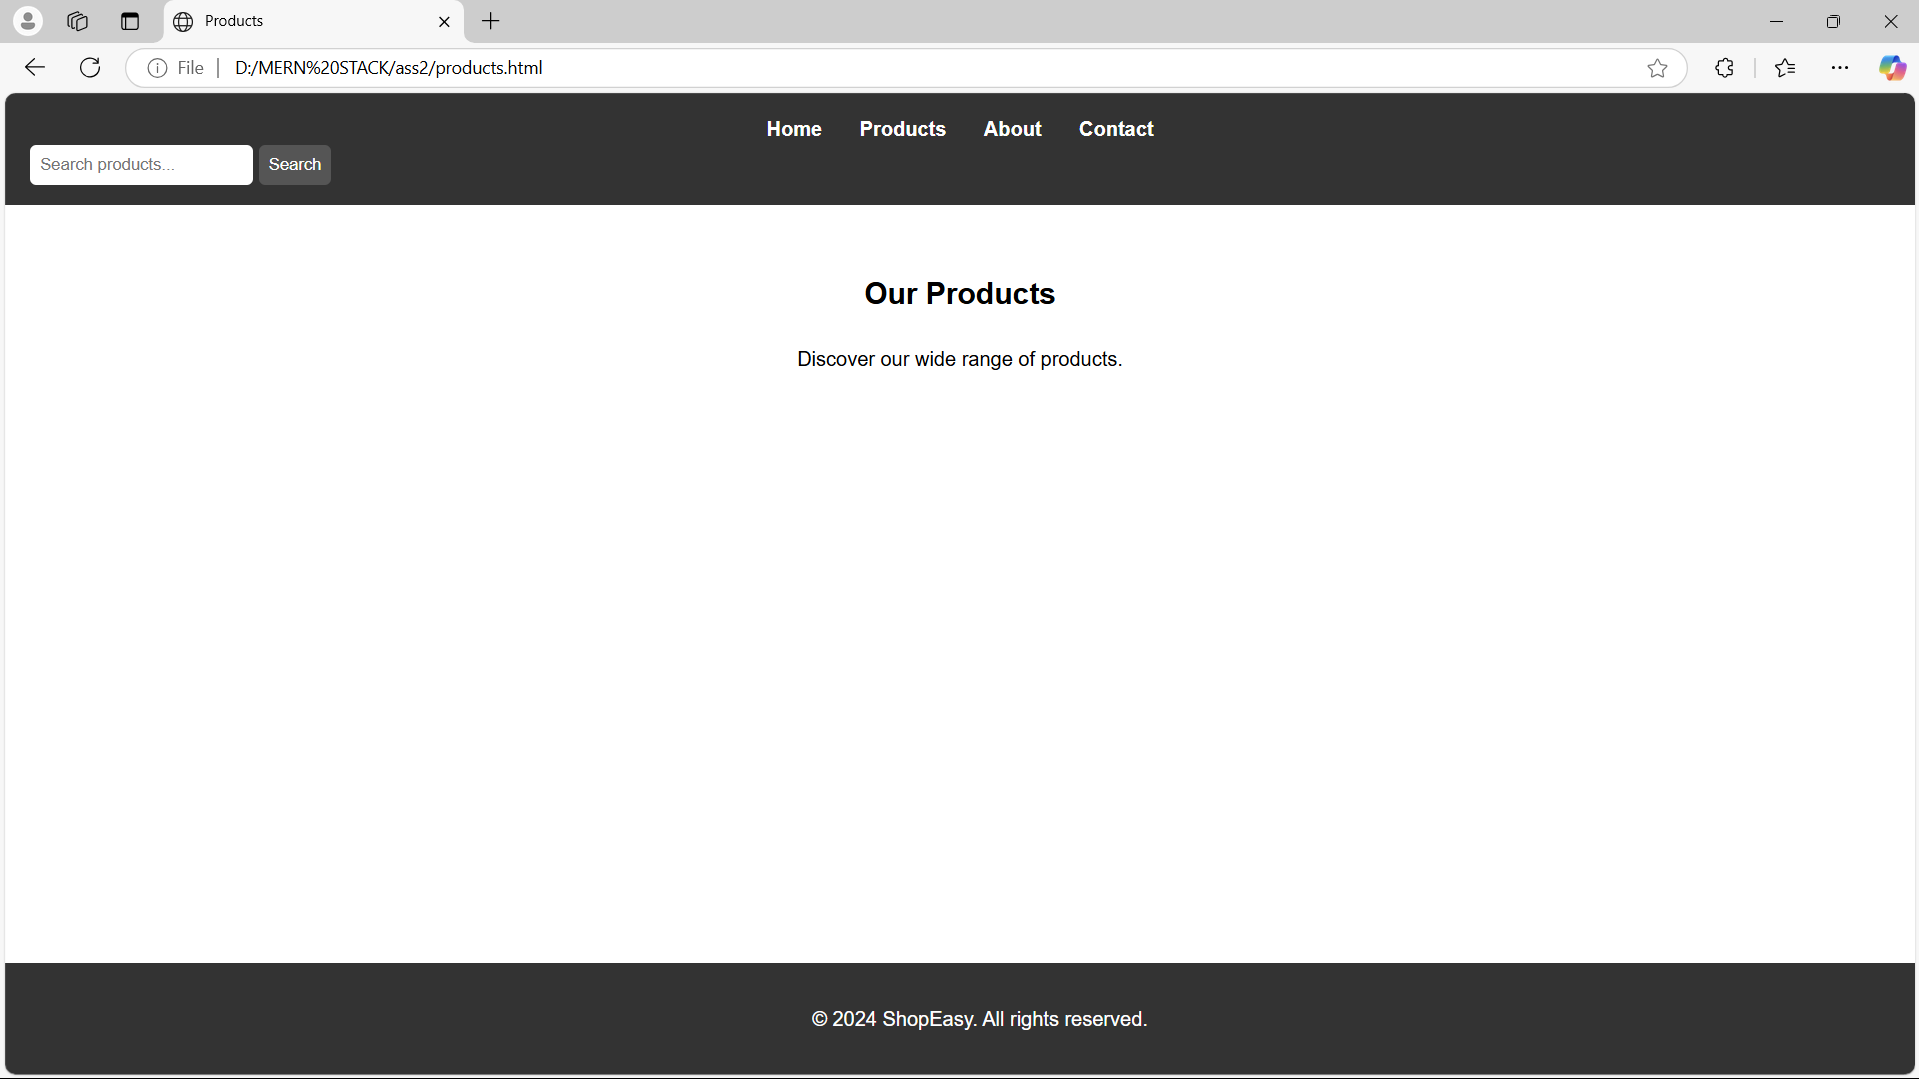 Products
File
D:/MERN%20STACK/ass2/products.html
Home Products About Contact
Search products... Search
Our Products
Discover our wide range of products.
© 2024 ShopEasy. All rights reserved.